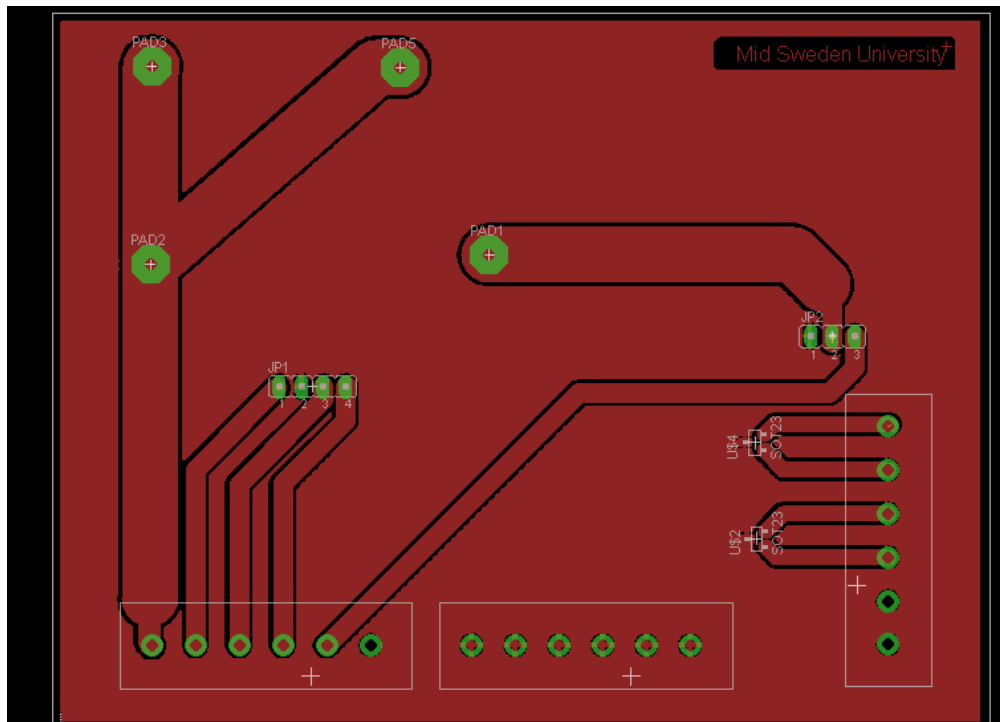 PAD3
PAD5
Mid Sweden University
PAD2
PAD1
JP2
1 2 3
JP1
1 2 3 4
U$4
SOT23
U$2
SOT23